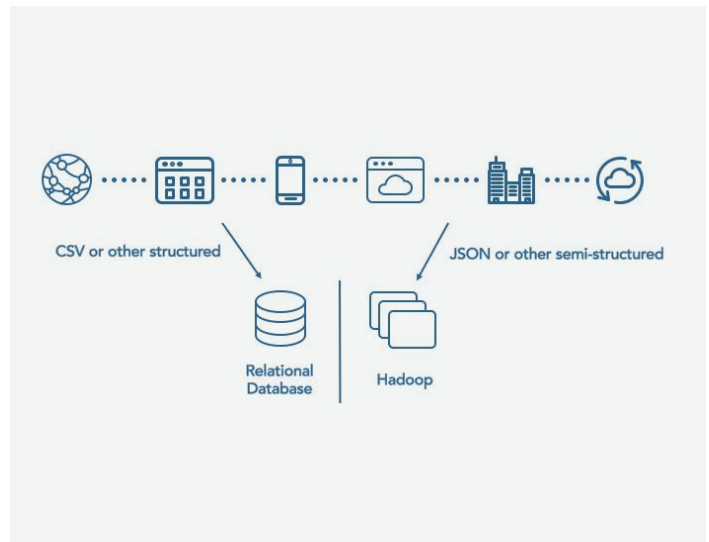 CSV or other structured
JSON or other semi-structured
Relational
Database
Hadoop